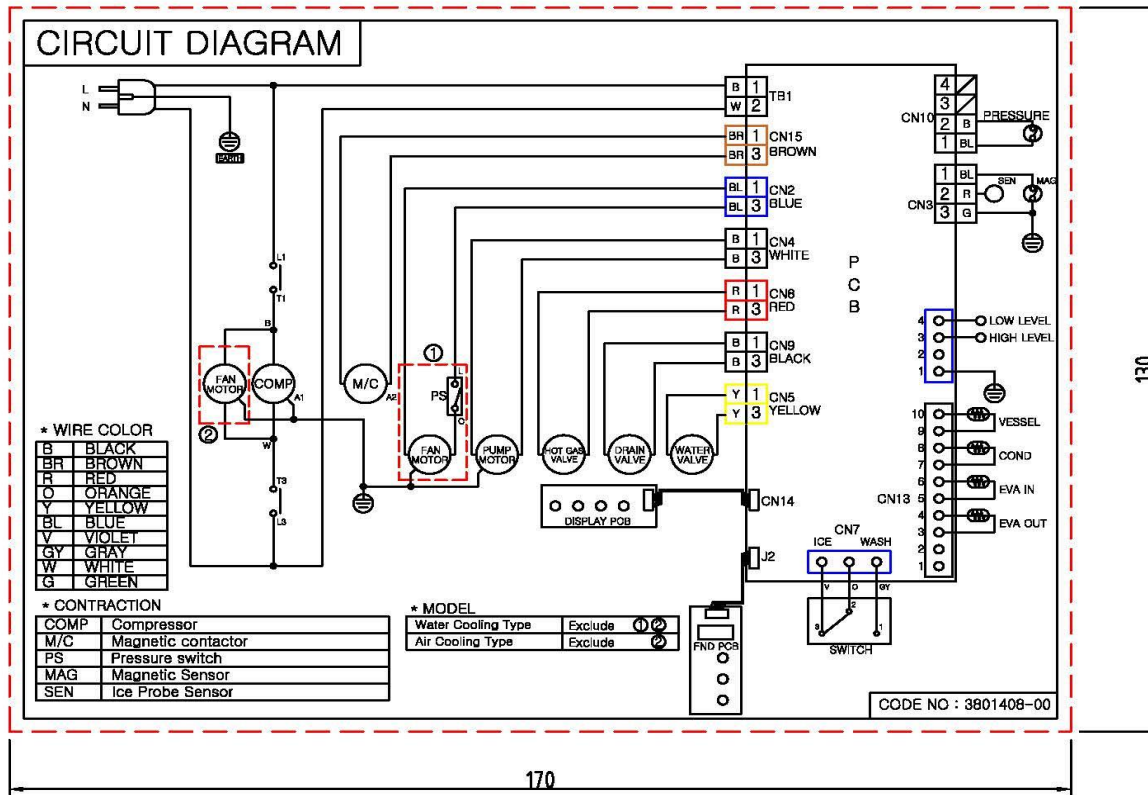 CIRCUIT DIAGRAM
L
N
EARTH
B 1
W 2
TB1
BR 1 CN15
BR 3 BROWN
BL 1 CN2
BL 3 BLUE
B 1 CN4
B 3 WHITE
R 1 CN6
R 3 RED
B 1 CN9
B 3 BLACK
Y 1 CN5
Y 3 YELLOW
P
C
B
4
3
CN10
2 B
1 BL
PRESSURE
1 BL
2 R
3 G
CN3
SEN
MAG
4 LOW LEVEL
3 HIGH LEVEL
2
1
10
9
VESSEL
8
7
COND
6
5
EVA IN
4
3
EVA OUT
2
1
CN13
L1
T1
B
FAN
MOTOR
COMP
A1
②
W
T3
L3
M/C
A2
①
L
PS
O
FAN
MOTOR
PUMP
MOTOR
HOT GAS
VALVE
DRAIN
VALVE
WATER
VALVE
DISPLAY PCB
CN14
J2
FND PCB
CN7
ICE WASH
V O GY
3 2 1
SWITCH
* WIRE COLOR
B BLACK
BR BROWN
R RED
O ORANGE
Y YELLOW
BL BLUE
V VIOLET
GY GRAY
W WHITE
G GREEN
* CONTRACTION
COMP Compressor
M/C Magnetic contactor
PS Pressure switch
MAG Magnetic Sensor
SEN Ice Probe Sensor
* MODEL
Water Cooling Type Exclude ①②
Air Cooling Type Exclude ②
CODE NO : 3801408-00
170
130